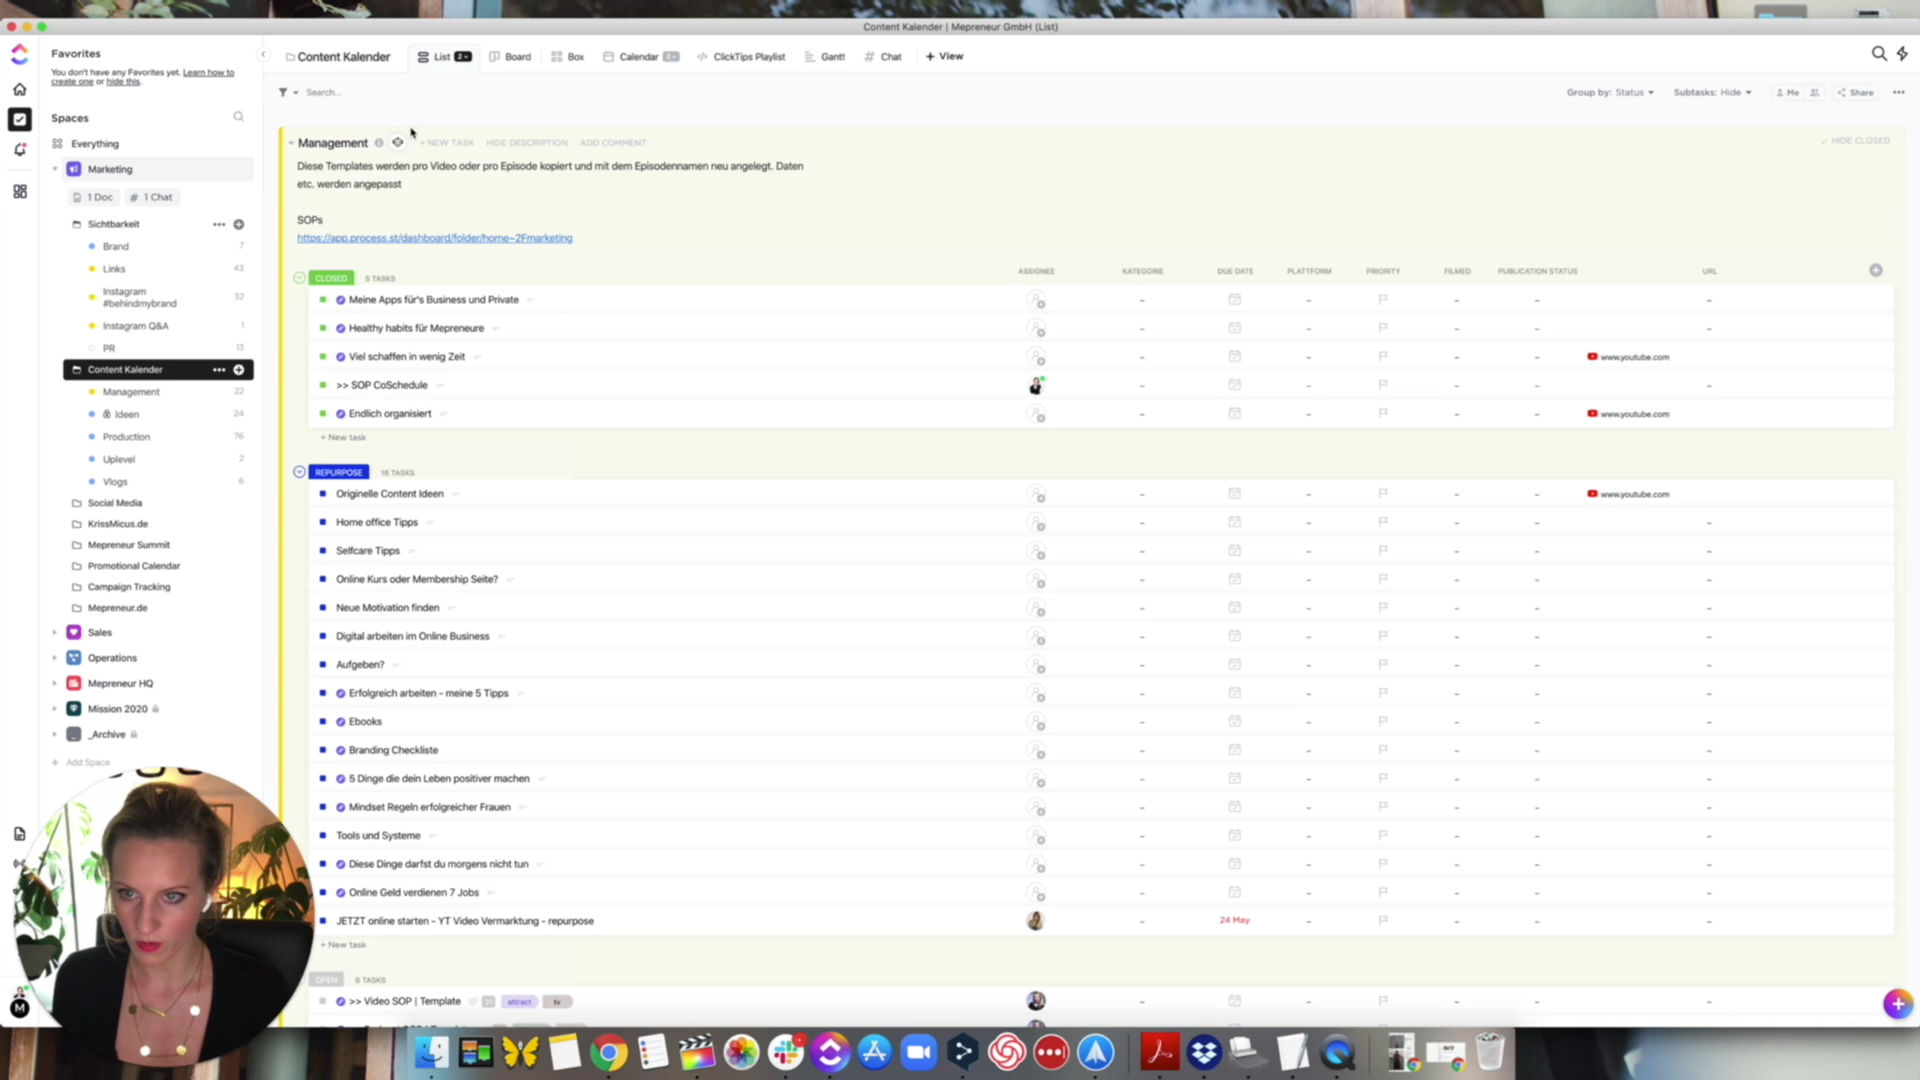 Content Kalender | Mepreneur GmbH (List)
Favorites
You don't have any Favorites yet. Learn how to
create one or hide this.
Content Kalender
List
Board
Box
Calendar
ClickTips Playlist
Gantt
Chat
+ View
Search...
Group by: Status
Subtasks: Hide
Me
Share
•••
Spaces
Everything
Marketing
1 Doc
# 1 Chat
Sichtbarkeit
Brand 7
Links 43
Instagram
#behindmybrand 32
Instagram Q&A 1
PR 13
Content Kalender
Management 22
Ideen 24
Production 76
Uplevel 2
Vlogs 6
Social Media
KrissMicus.de
Mepreneur Summit
Promotional Calendar
Campaign Tracking
Mepreneur.de
Sales
Operations
Mepreneur HQ
Mission 2020
_Archive
+ Add Space
M
Management
+ NEW TASK HIDE DESCRIPTION ADD COMMENT
HIDE CLOSED
Diese Templates werden pro Video oder pro Episode kopiert und mit dem Episodennamen neu angelegt. Daten
etc. werden angepasst
SOPs
https://app.process.st/dashboard/folder/home~2Fmarketing
CLOSED 5 TASKS ASSIGNEE KATEGORIE DUE DATE PLATTFORM PRIORITY FILMED PUBLICATION STATUS URL
Meine Apps für's Business und Private – – – – –
Healthy habits für Mepreneure – – – – –
Viel schaffen in wenig Zeit – – – – www.youtube.com
>> SOP CoSchedule – – – – –
Endlich organisiert – – – – www.youtube.com
+ New task
REPURPOSE 16 TASKS
Originelle Content Ideen – – – – www.youtube.com
Home office Tipps – – – – –
Selfcare Tipps – – – – –
Online Kurs oder Membership Seite? – – – – –
Neue Motivation finden – – – – –
Digital arbeiten im Online Business – – – – –
Aufgeben? – – – – –
Erfolgreich arbeiten - meine 5 Tipps – – – – –
Ebooks – – – – –
Branding Checkliste – – – – –
5 Dinge die dein Leben positiver machen – – – – –
Mindset Regeln erfolgreicher Frauen – – – – –
Tools und Systeme – – – – –
Diese Dinge darfst du morgens nicht tun – – – – –
Online Geld verdienen 7 Jobs – – – – –
JETZT online starten - YT Video Vermarktung - repurpose – 24 May – – – –
+ New task
OPEN 6 TASKS
>> Video SOP | Template attract tv – – – – –